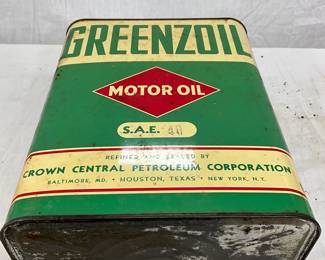 GREENZOIL
MOTOR OIL
S.A.E. 40
REFINED AND SEALED BY
CROWN CENTRAL PETROLEUM CORPORATION
BALTIMORE, MD. • HOUSTON, TEXAS • NEW YORK, N.Y.